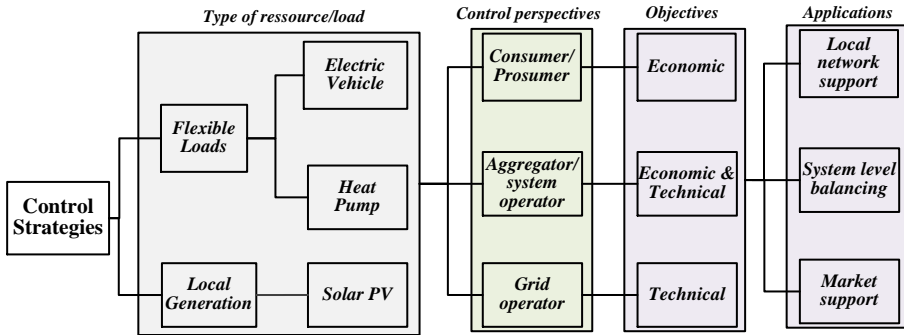 Type of ressource/load
Control perspectives
Objectives
Applications
Electric
Vehicle
Consumer/
Prosumer
Economic
Local
network
support
Flexible
Loads
Heat
Pump
Aggregator/
system
operator
Economic &
Technical
System level
balancing
Control
Strategies
Local
Generation
Solar PV
Grid
operator
Technical
Market
support